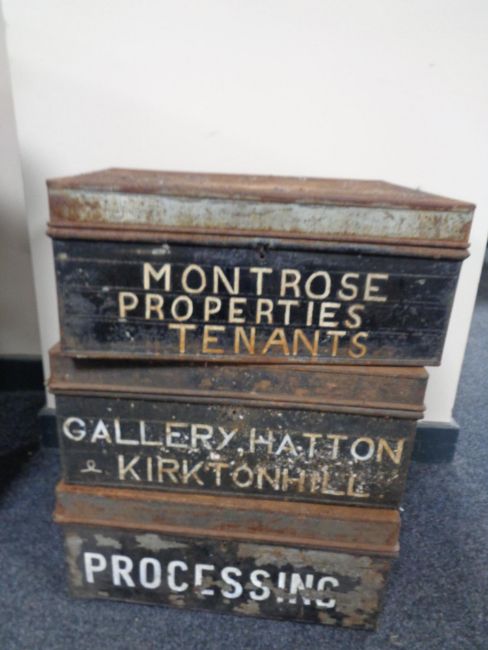 MONTROSE
PROPERTIES
TENANTS
GALLERY, HATTON
& KIRKTONHILL
PROCESSING